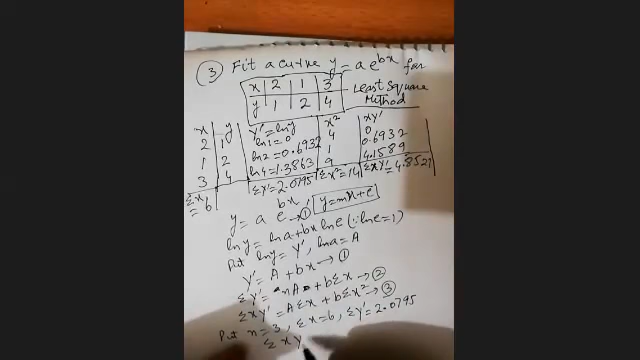 ③ Fit a curve y = a e^bx for
x | 2 | 1 | 3
y | 1 | 2 | 4
Least Square
Method
x | y | Y' = ln y | x² | xY'
2 | 1 | ln1 = 0 | 4 | 0
1 | 2 | ln2 = 0.6932 | 1 | 0.6932
3 | 4 | ln4 = 1.3863 | 9 | 4.1589
Σx = 6 | ΣY' = 2.0795 | Σx² = 14 | ΣxY' = 4.8521
y = a e^bx → ① , y = mx + c
ln y = ln a + bx ln e (∵ ln e = 1)
Put ln y = Y', ln a = A
Y' = A + bx → ①
ΣY' = nA + bΣx → ②
ΣxY' = AΣx + bΣx² → ③
Put n = 3, Σx = 6, ΣY' = 2.0795
Σ x Y